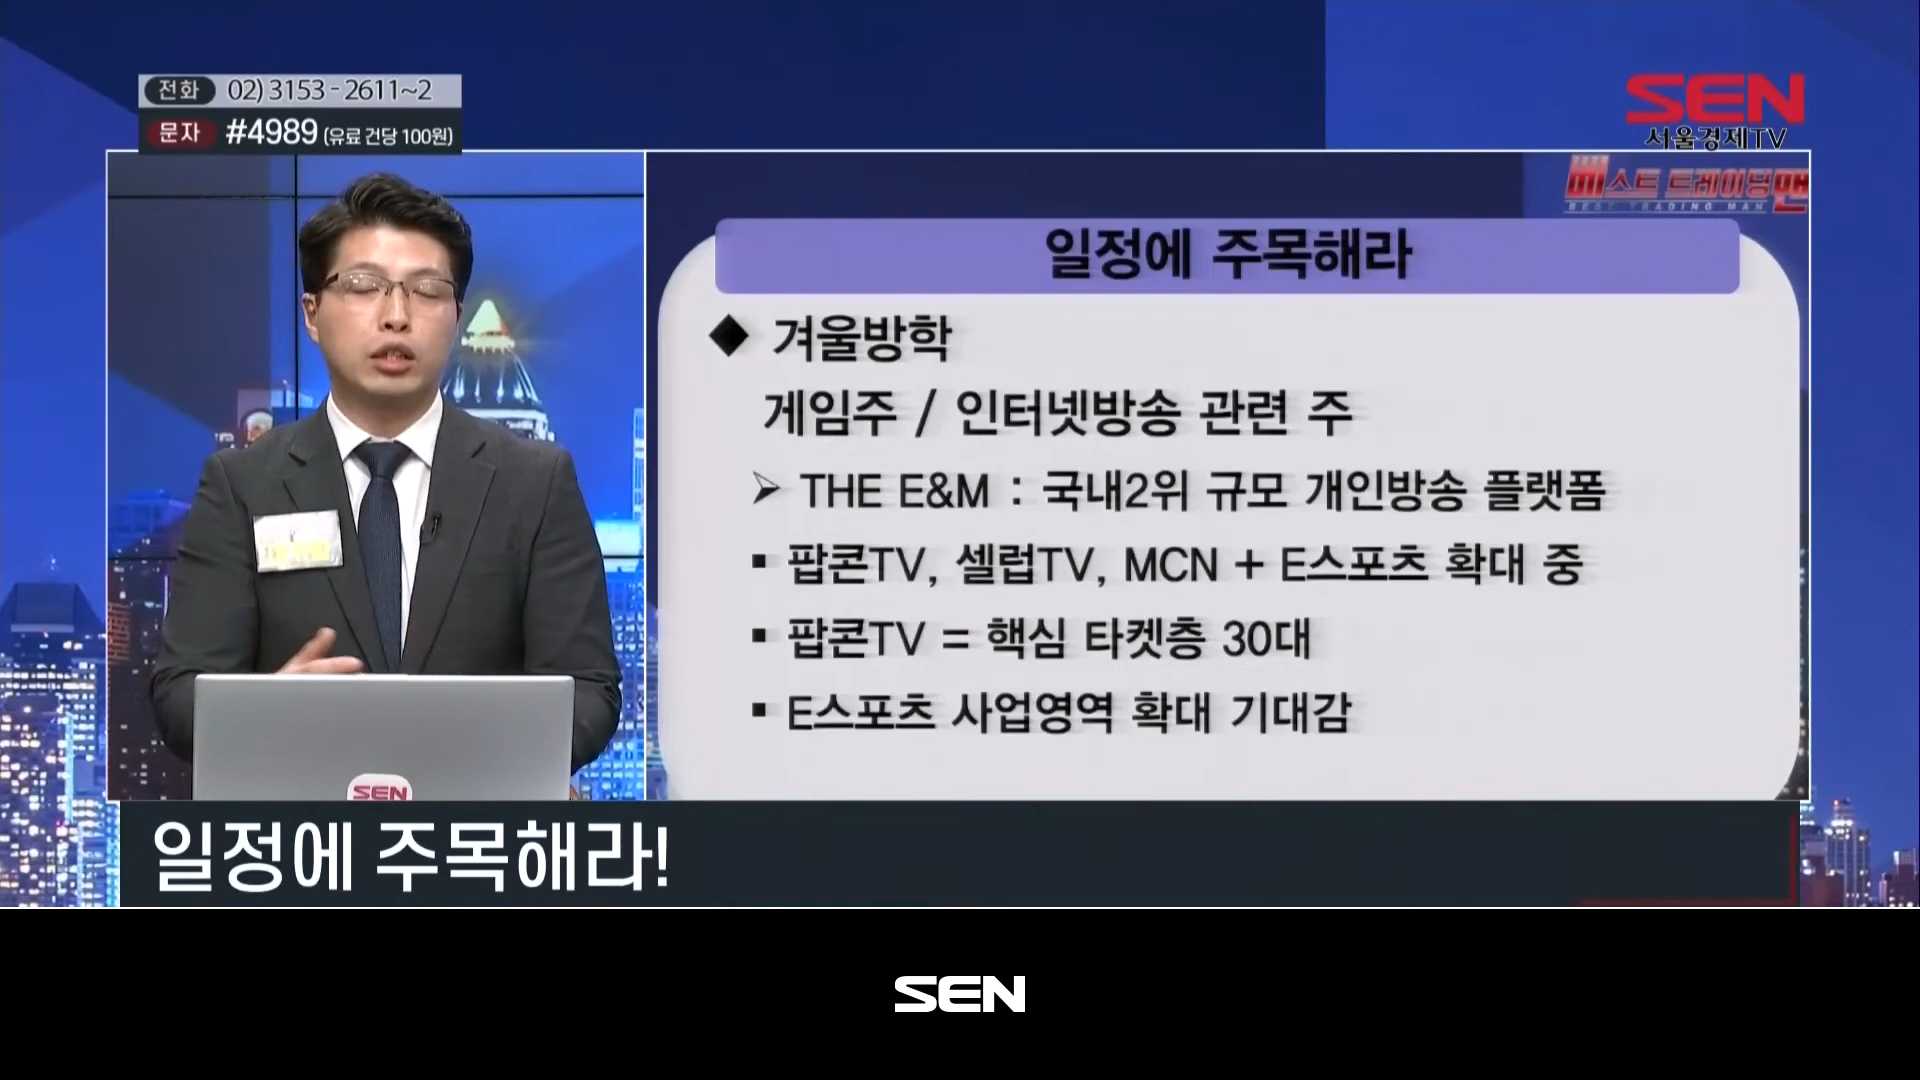 전화 02) 3153-2611~2
문자 #4989 (유료 건당 100원)
SEN
서울경제TV
베스트 트레이딩맨
BEST TRADING MAN
일정에 주목해라
◆ 겨울방학
게임주 / 인터넷방송 관련 주
➢ THE E&M : 국내2위 규모 개인방송 플랫폼
▪ 팝콘TV, 셀럽TV, MCN + E스포츠 확대 중
▪ 팝콘TV = 핵심 타켓층 30대
▪ E스포츠 사업영역 확대 기대감
SEN
일정에 주목해라!
SEN